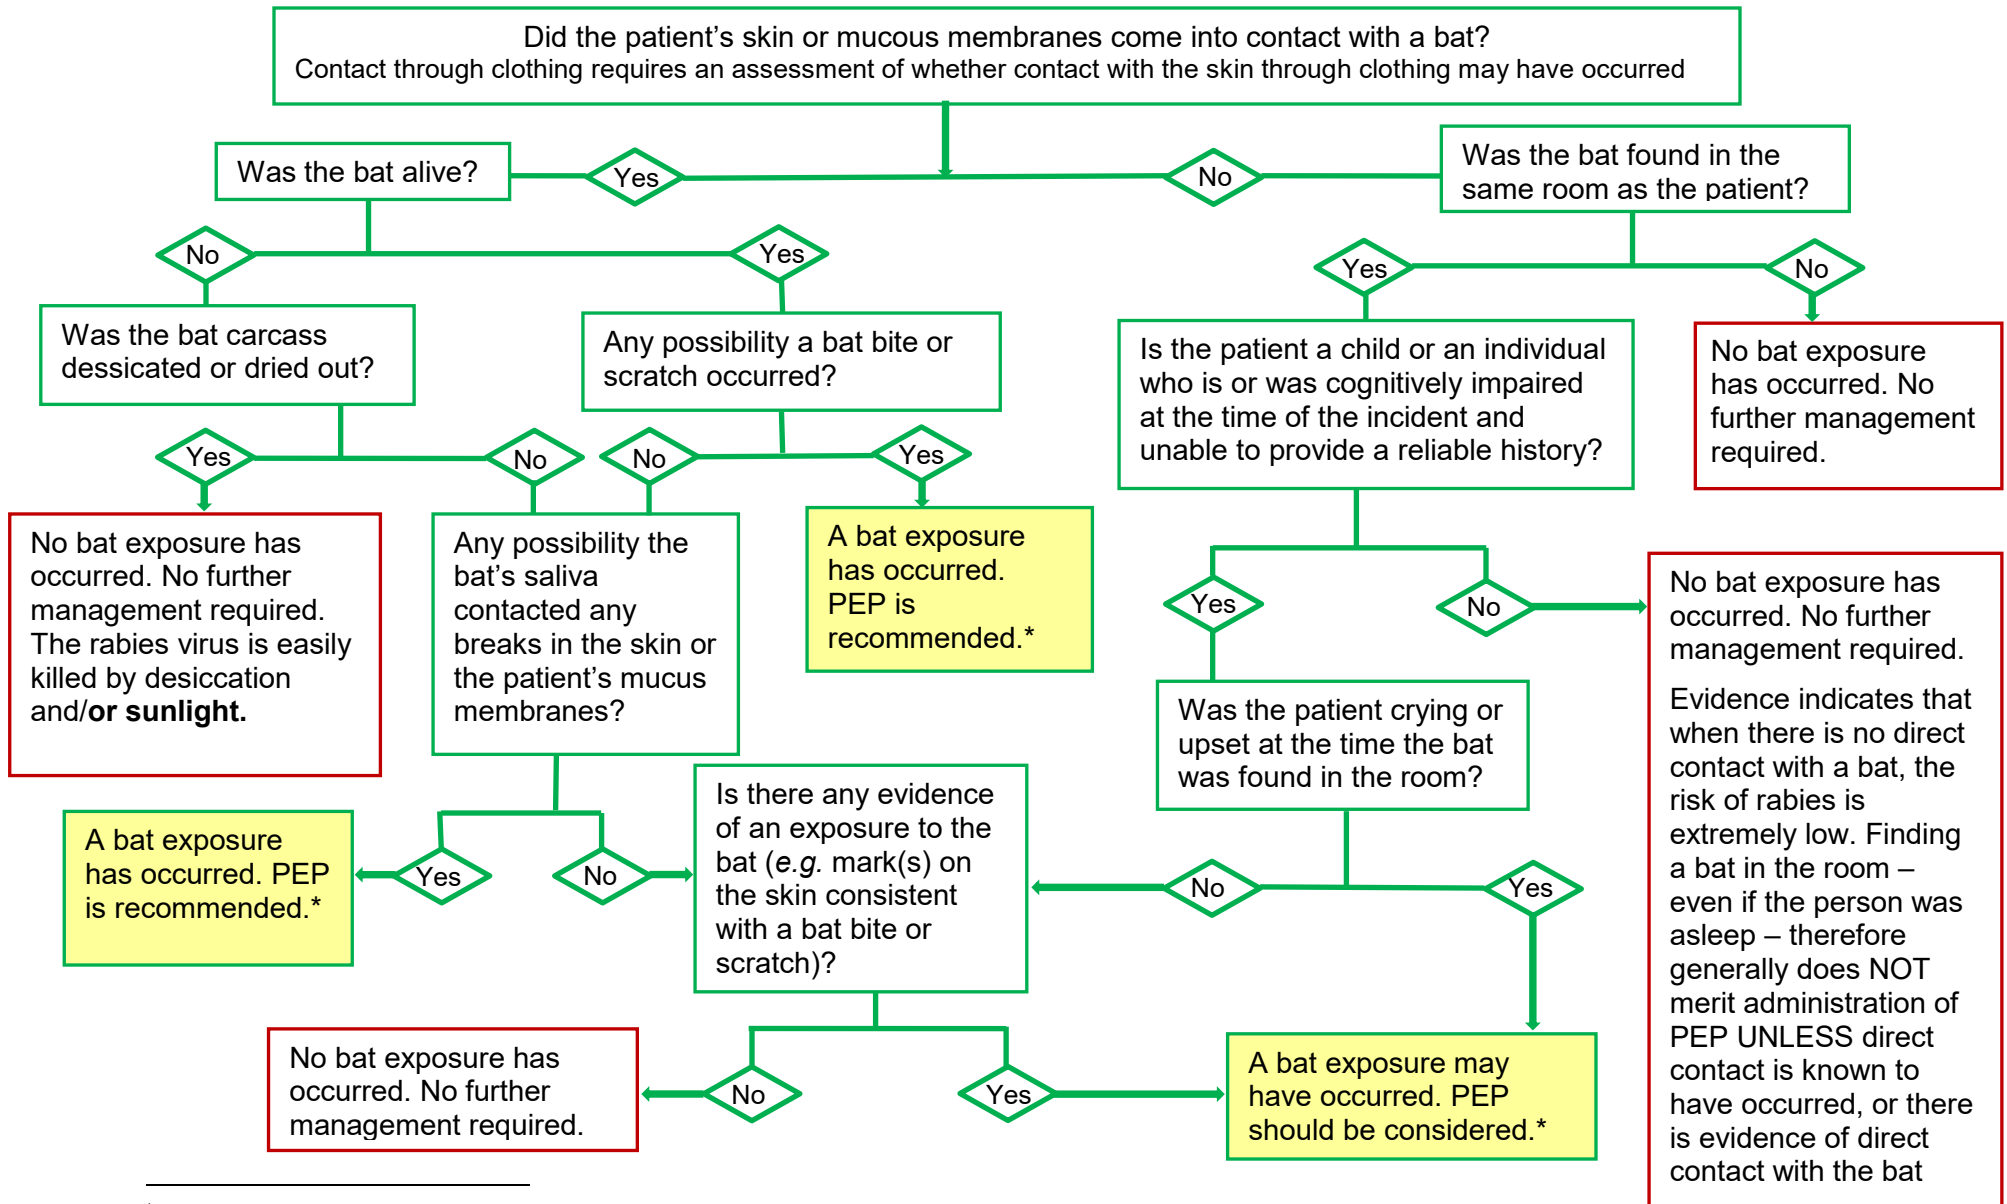 Did the patient’s skin or mucous membranes come into contact with a bat?
Contact through clothing requires an assessment of whether contact with the skin through clothing may have occurred
Was the bat alive?
Yes
No
Was the bat found in the
same room as the patient?
No
Yes
Yes
No
Was the bat carcass
dessicated or dried out?
Any possibility a bat bite or
scratch occurred?
Is the patient a child or an individual
who is or was cognitively impaired
at the time of the incident and
unable to provide a reliable history?
No bat exposure
has occurred. No
further management
required.
Yes
No
No
Yes
No bat exposure has
occurred. No further
management required.
The rabies virus is easily
killed by desiccation
and/or sunlight.
Any possibility the
bat’s saliva
contacted any
breaks in the skin or
the patient’s mucus
membranes?
A bat exposure
has occurred.
PEP is
recommended.*
Yes
No
No bat exposure has
occurred. No further
management required.
Evidence indicates that
when there is no direct
contact with a bat, the
risk of rabies is
extremely low. Finding
a bat in the room –
even if the person was
asleep – therefore
generally does NOT
merit administration of
PEP UNLESS direct
contact is known to
have occurred, or there
is evidence of direct
contact with the bat
Was the patient crying or
upset at the time the bat
was found in the room?
A bat exposure
has occurred. PEP
is recommended.*
Yes
No
Is there any evidence
of an exposure to the
bat (e.g. mark(s) on
the skin consistent
with a bat bite or
scratch)?
No
Yes
No bat exposure has
occurred. No further
management required.
No
Yes
A bat exposure may
have occurred. PEP
should be considered.*